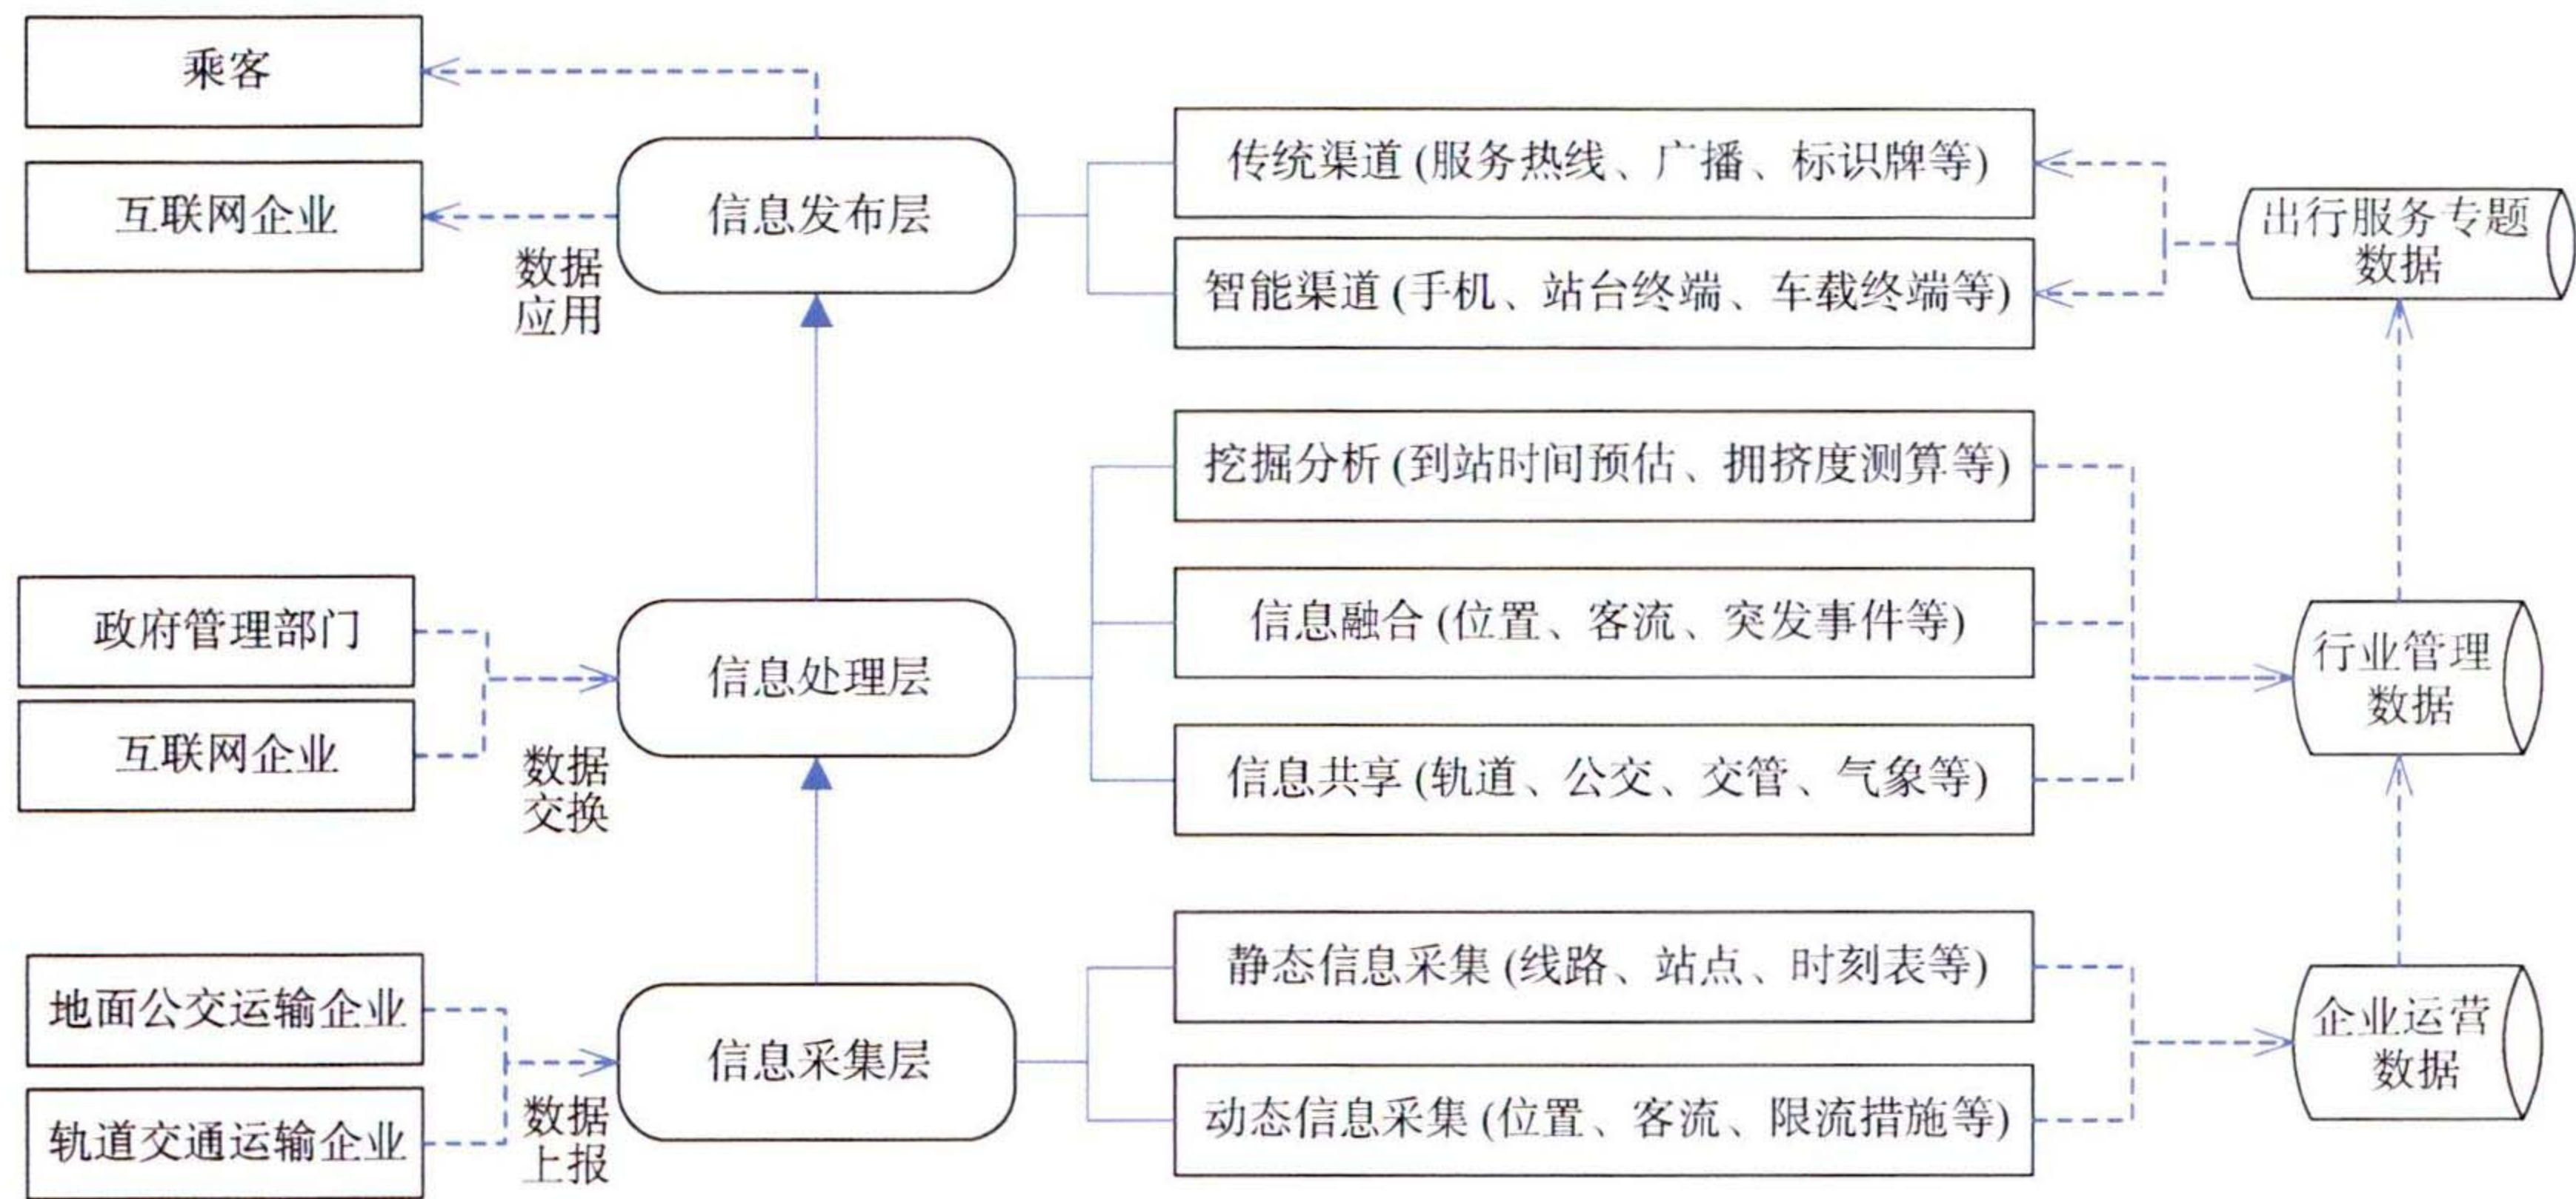 乘客
互联网企业
数据
应用
信息发布层
传统渠道 (服务热线、广播、标识牌等)
智能渠道 (手机、站台终端、车载终端等)
出行服务专题
数据
政府管理部门
互联网企业
数据
交换
信息处理层
挖掘分析 (到站时间预估、拥挤度测算等)
信息融合 (位置、客流、突发事件等)
信息共享 (轨道、公交、交管、气象等)
行业管理
数据
地面公交运输企业
轨道交通运输企业
数据
上报
信息采集层
静态信息采集 (线路、站点、时刻表等)
动态信息采集 (位置、客流、限流措施等)
企业运营
数据